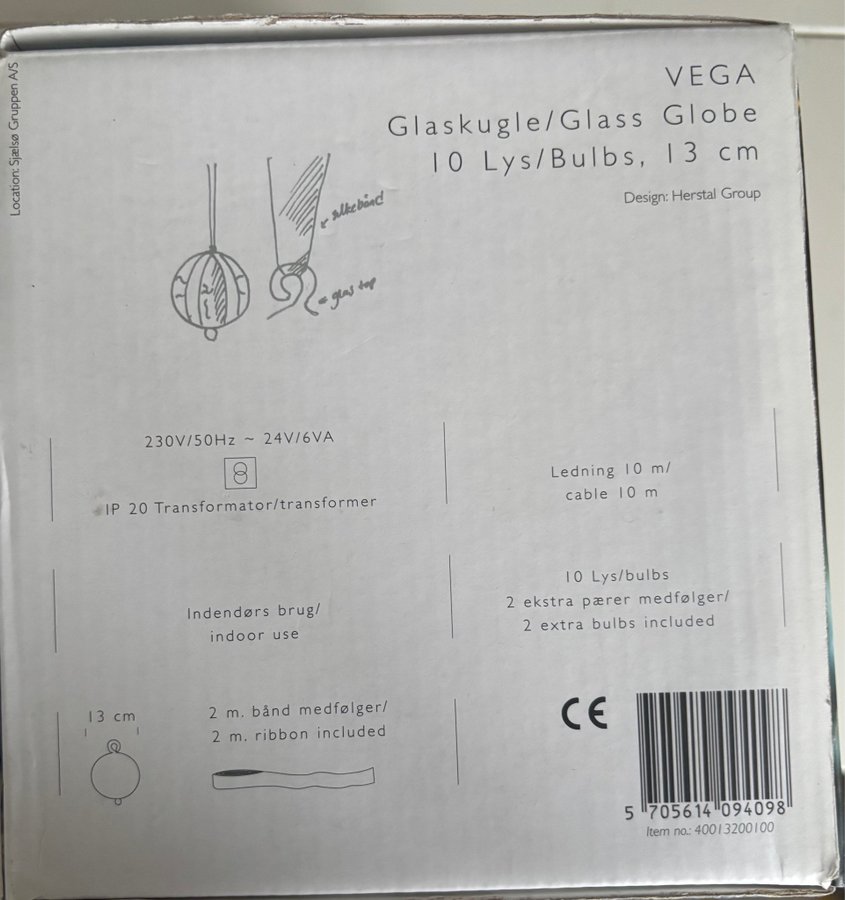 Location: Sjælsø Gruppen A/S
VEGA
Glaskugle/Glass Globe
10 Lys/Bulbs, 13 cm
Design: Herstal Group
silkebånd
glas top
230V/50Hz ~ 24V/6VA
IP 20 Transformator/transformer
Ledning 10 m/
cable 10 m
Indendørs brug/
indoor use
10 Lys/bulbs
2 ekstra pærer medfølger/
2 extra bulbs included
13 cm
2 m. bånd medfølger/
2 m. ribbon included
CE
5 705614 094098
Item no.: 40013200100